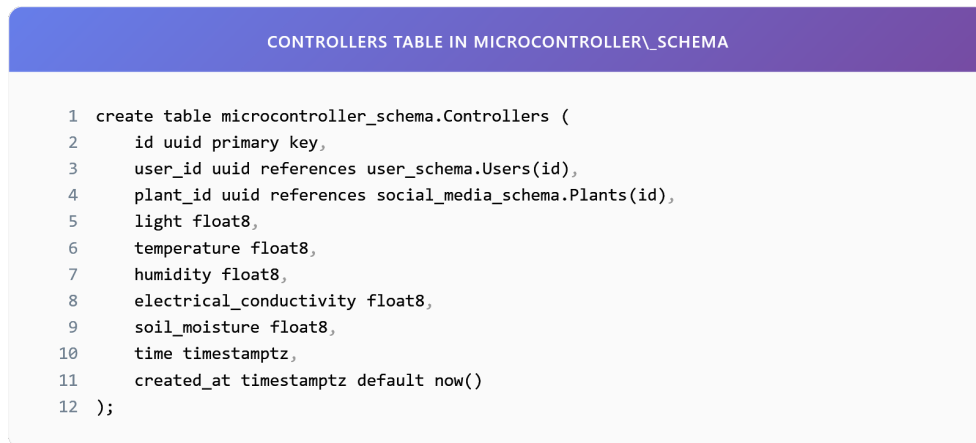 CONTROLLERS TABLE IN MICROCONTROLLER\_SCHEMA
1 create table microcontroller_schema.Controllers (
2 id uuid primary key,
3 user_id uuid references user_schema.Users(id),
4 plant_id uuid references social_media_schema.Plants(id),
5 light float8,
6 temperature float8,
7 humidity float8,
8 electrical_conductivity float8,
9 soil_moisture float8,
10 time timestamptz,
11 created_at timestamptz default now()
12 );